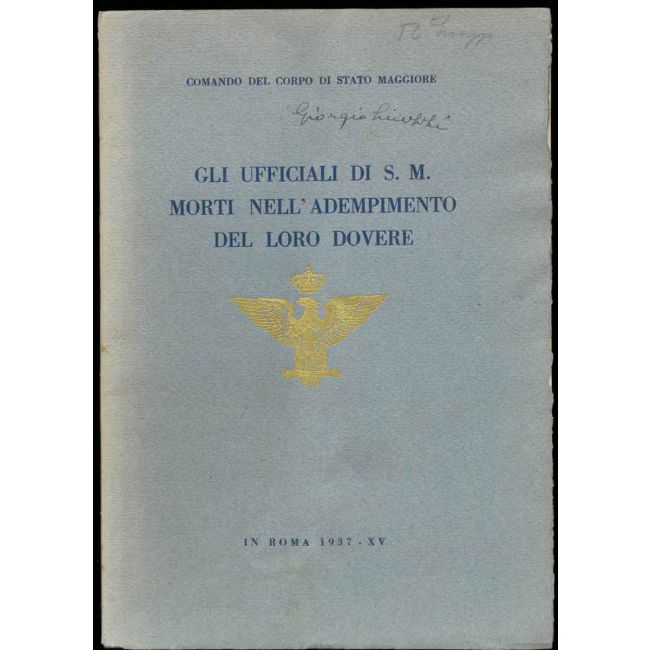 COMANDO DEL CORPO DI STATO MAGGIORE
Giorgio
GLI UFFICIALI DI S. M.
MORTI NELL'ADEMPIMENTO
DEL LORO DOVERE
IN ROMA 1937 - XV